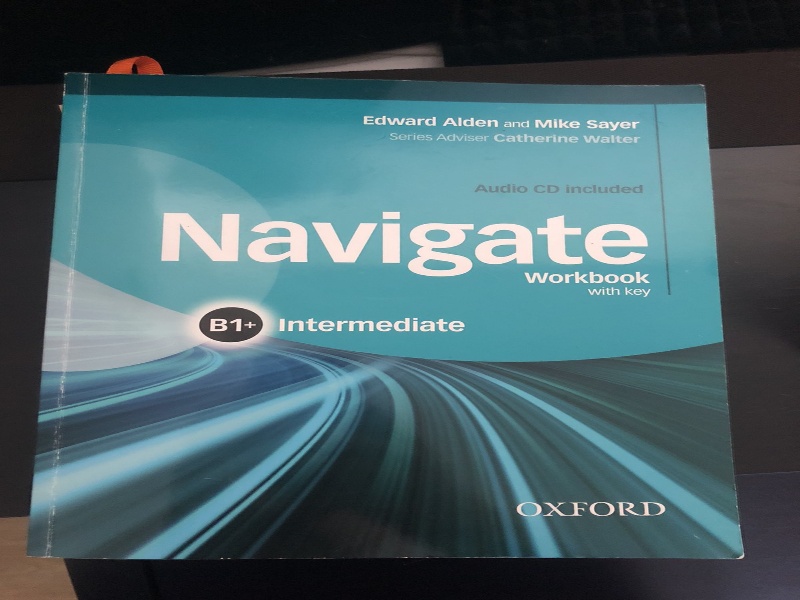 Edward Alden and Mike Sayer
Series Adviser Catherine Walter
Audio CD included
Navigate
Workbook
with key
B1+ Intermediate
OXFORD